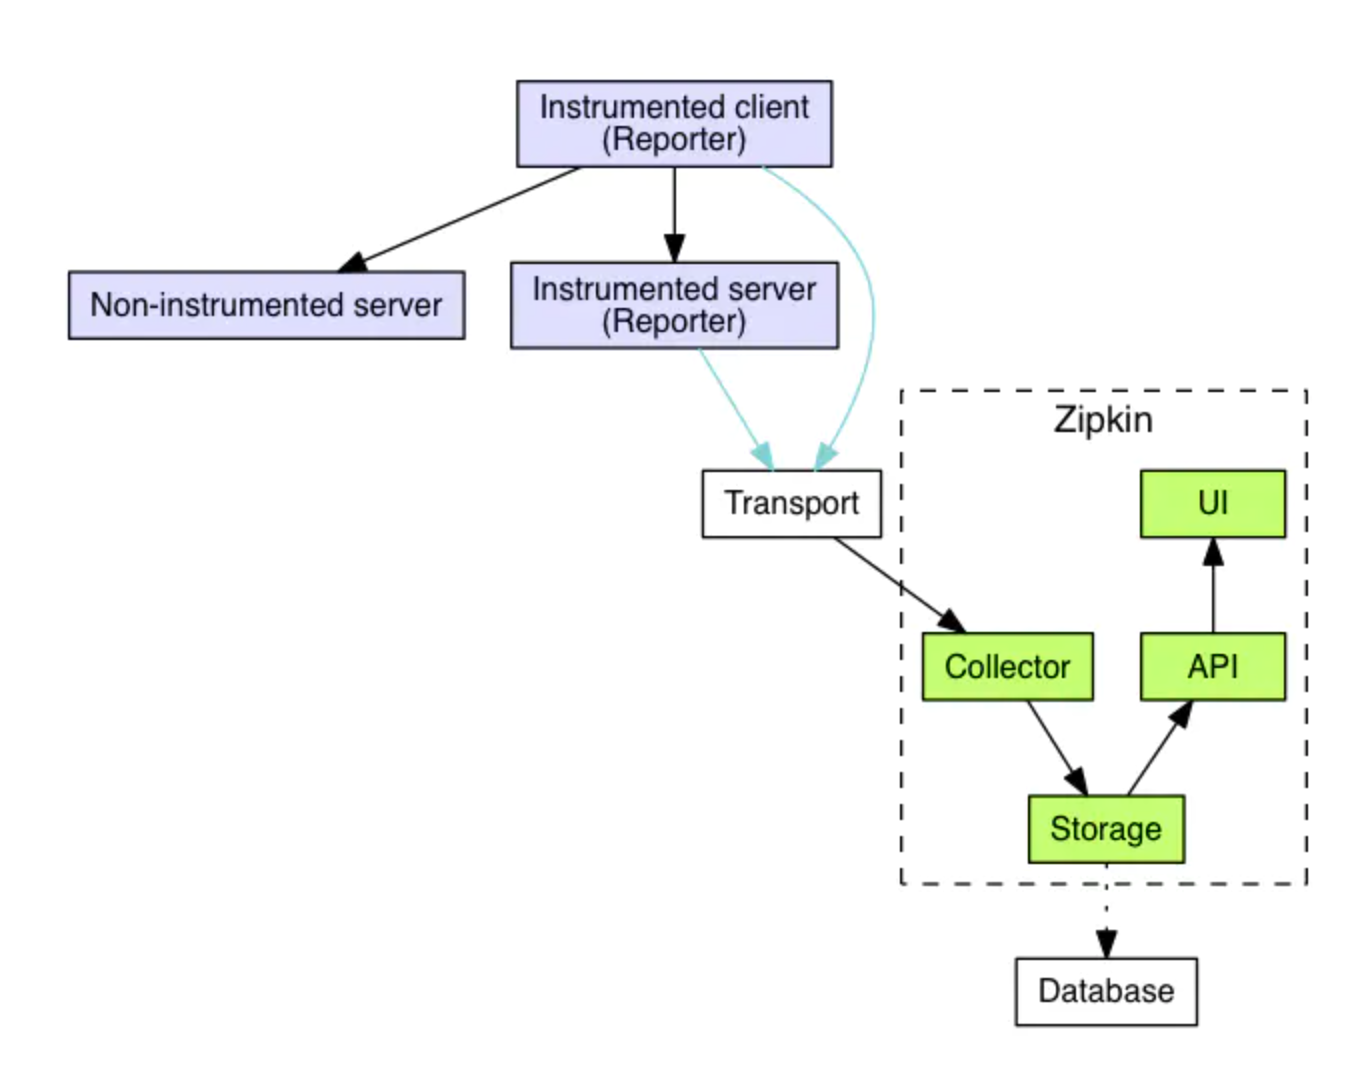 Instrumented client
(Reporter)
Non-instrumented server
Instrumented server
(Reporter)
Zipkin
Transport
UI
Collector
API
Storage
Database